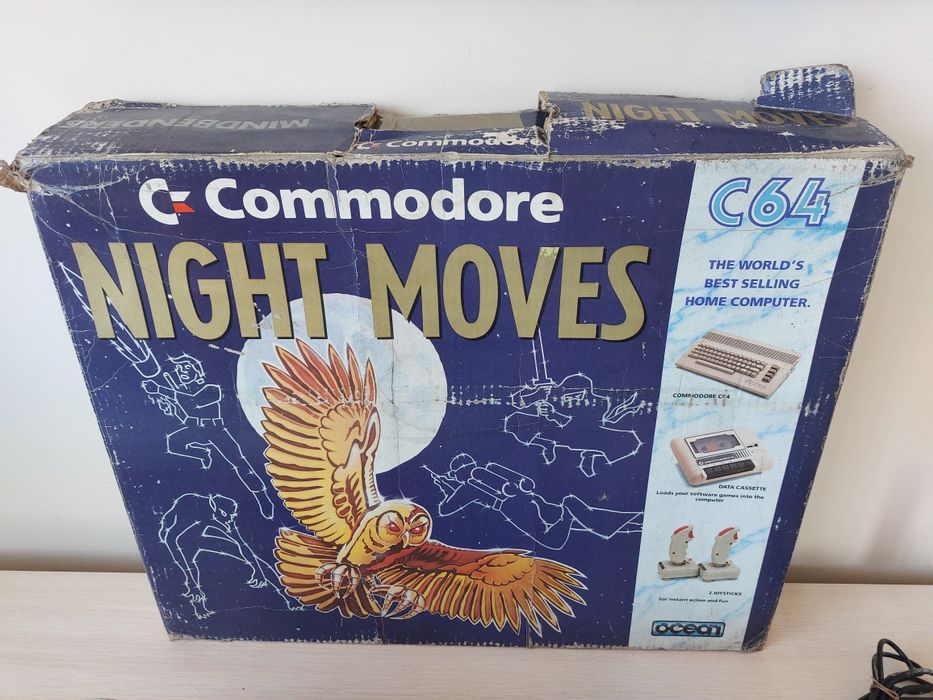 MINDBENDERS
Commodore
NIGHT MOVES
Commodore
NIGHT MOVES
C64
THE WORLD'S
BEST SELLING
HOME COMPUTER.
COMMODORE C64
DATA CASSETTE
Loads your software games into the
computer
2 JOYSTICKS
For instant action and fun
ocean